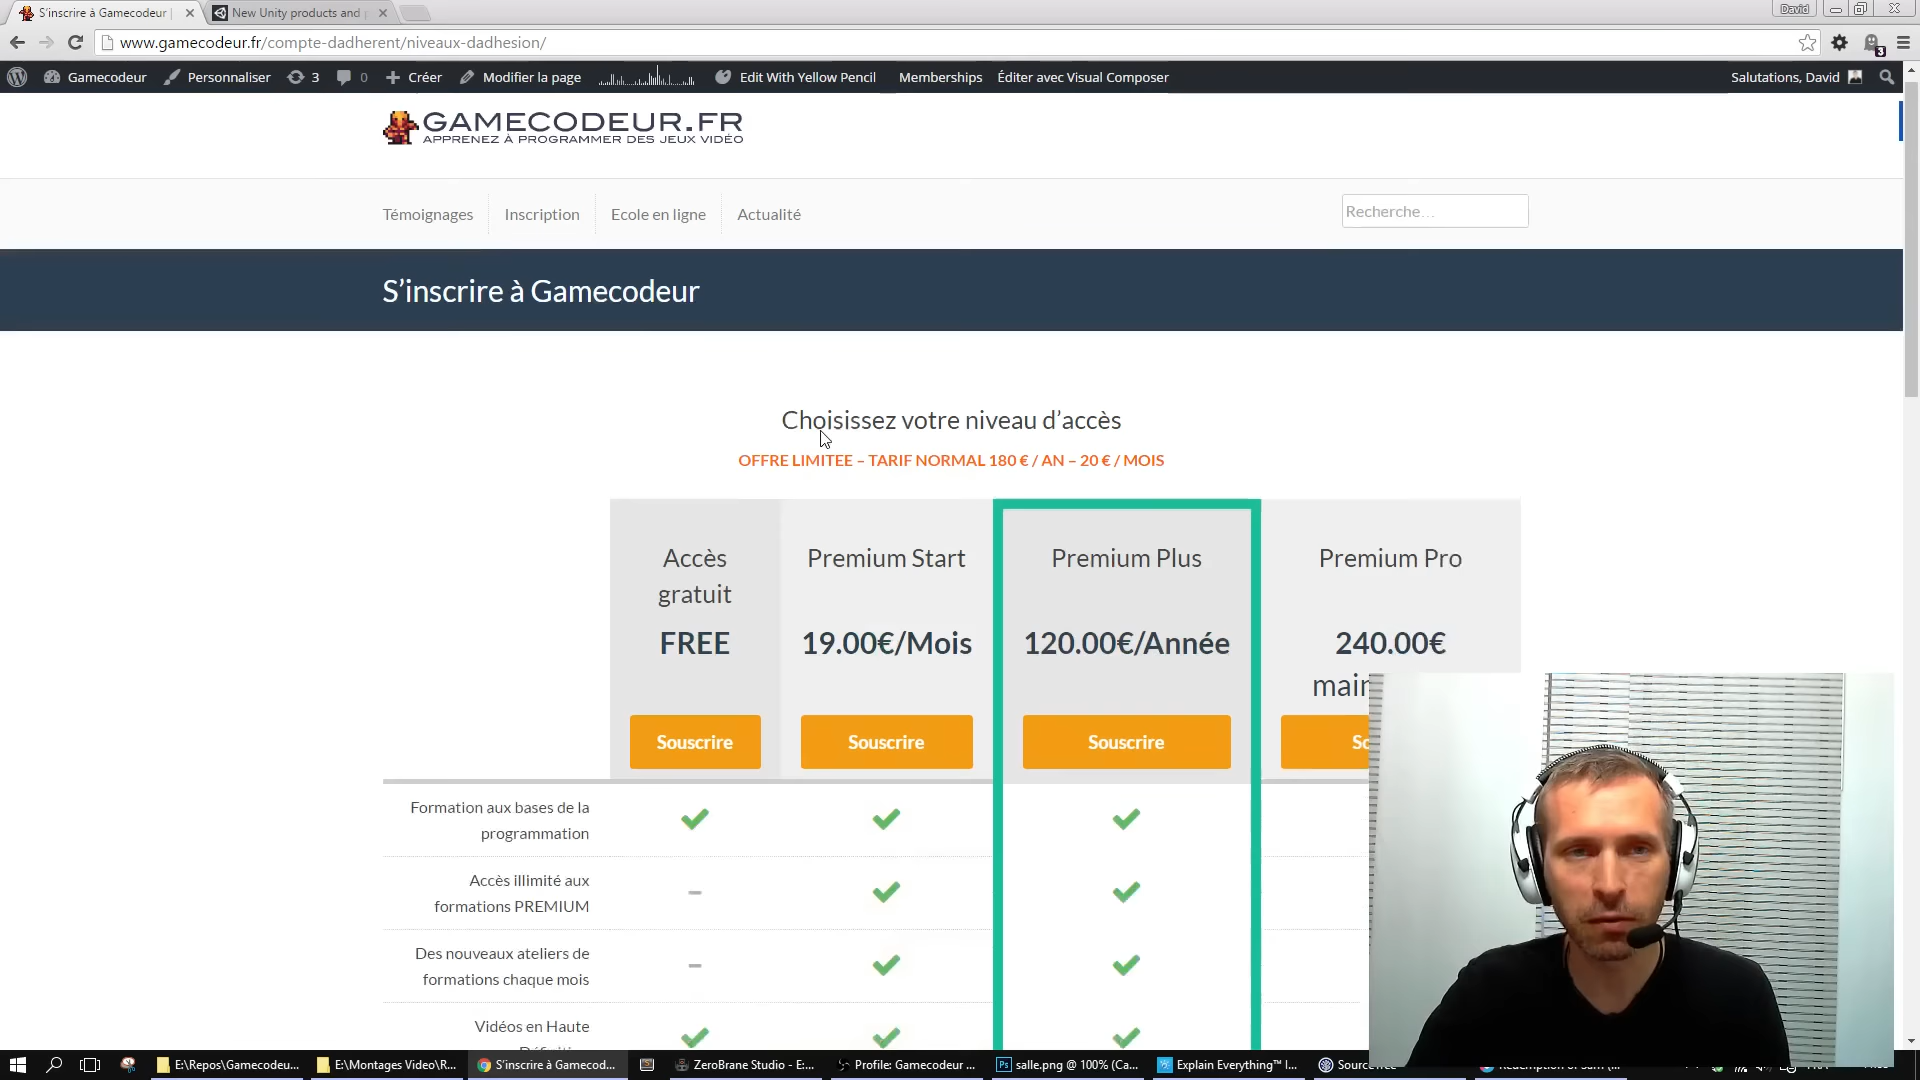 S'inscrire à Gamecodeur |
New Unity products and
David
www.gamecodeur.fr/compte-dadherent/niveaux-dadhesion/
3
Gamecodeur
Personnaliser
3
0
Créer
Modifier la page
Edit With Yellow Pencil
Memberships
Éditer avec Visual Composer
Salutations, David
GAMECODEUR.FR
APPRENEZ À PROGRAMMER DES JEUX VIDÉO
Témoignages
Inscription
Ecole en ligne
Actualité
Recherche…
S’inscrire à Gamecodeur
Choisissez votre niveau d’accès
OFFRE LIMITEE – TARIF NORMAL 180 € / AN – 20 € / MOIS
Accès
gratuit
FREE
Souscrire
Premium Start
19.00€/Mois
Souscrire
Premium Plus
120.00€/Année
Souscrire
Premium Pro
240.00€
Formation aux bases de la
programmation
Accès illimité aux
formations PREMIUM
Des nouveaux ateliers de
formations chaque mois
Vidéos en Haute
E:\Repos\Gamecodeu...
E:\Montages Video\R...
S'inscrire à Gamecod...
ZeroBrane Studio - E:...
Profile: Gamecodeur ...
Ps
salle.png @ 100% (Ca...
Explain Everything™ I...